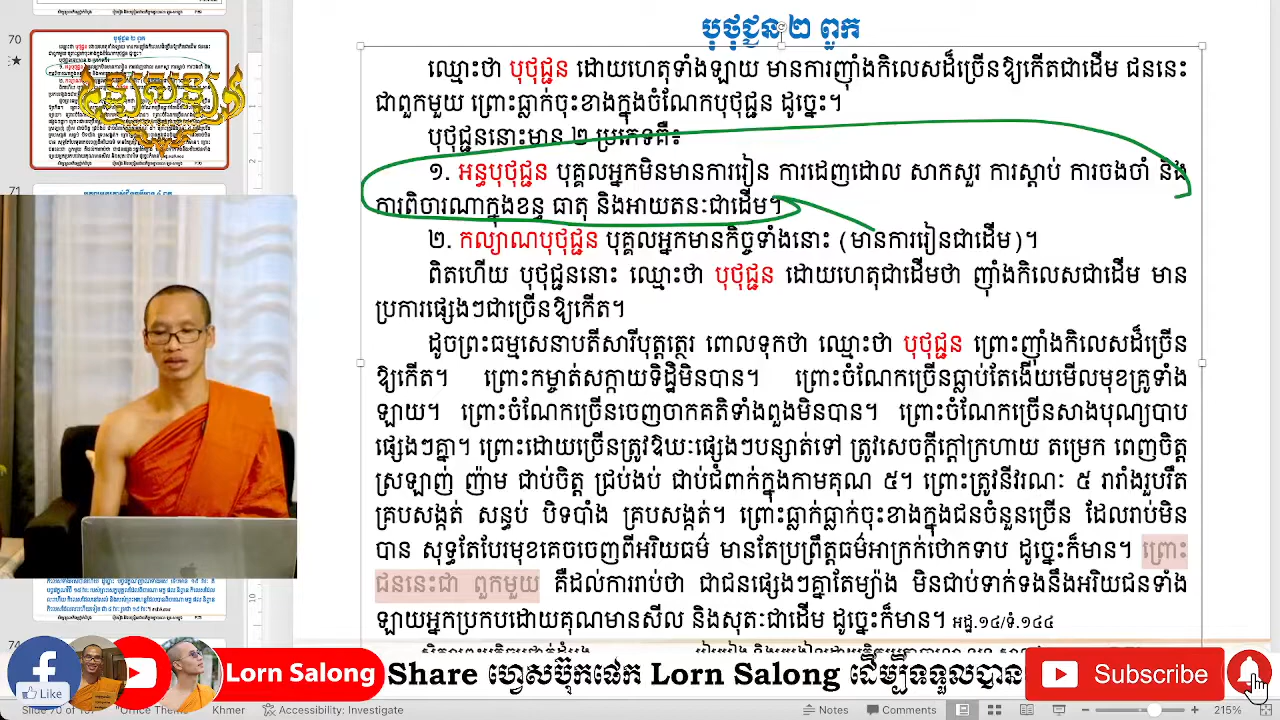 បុថុជ្ជន ២ ពួក
ឈ្មោះថា បុថុជ្ជន ដោយហេតុទាំងឡាយ មានការញ៉ាំងកិលេសដ៏ច្រើនឱ្យកើតជាដើម ជននេះ
ជាពួកមួយ ព្រោះធ្លាក់ចុះខាងក្នុងចំណែកបុថុជ្ជន ដូច្នេះ។
បុថុជ្ជននោះមាន ២ ប្រភេទគឺ៖
១. អន្ធបុថុជ្ជន បុគ្គលអ្នកមិនមានការរៀន ការដេញដោល សាកសួរ ការស្តាប់ ការចងចាំ និង
ការពិចារណាក្នុងខន្ធ ធាតុ និងអាយតនៈជាដើម។
២. កល្យាណបុថុជ្ជន បុគ្គលអ្នកមានកិច្ចទាំងនោះ (មានការរៀនជាដើម)។
ពិតហើយ បុថុជ្ជននោះ ឈ្មោះថា បុថុជ្ជន ដោយហេតុជាដើមថា ញ៉ាំងកិលេសជាដើម មាន
ប្រការផ្សេងៗជាច្រើនឱ្យកើត។
ដូចព្រះធម្មសេនាបតីសារីបុត្តត្ថេរ ពោលទុកថា ឈ្មោះថា បុថុជ្ជន ព្រោះញ៉ាំងកិលេសដ៏ច្រើន
ឱ្យកើត។ ព្រោះកម្ចាត់សក្កាយទិដ្ឋិមិនបាន។ ព្រោះចំណែកច្រើនធ្លាប់តែងើយមើលមុខគ្រូទាំង
ឡាយ។ ព្រោះចំណែកច្រើនចេញចាកគតិទាំងពួងមិនបាន។ ព្រោះចំណែកច្រើនសាងបុណ្យបាប
ផ្សេងៗគ្នា។ ព្រោះដោយច្រើនត្រូវឱឃៈផ្សេងៗបន្សាត់ទៅ ត្រូវសេចក្តីក្តៅក្រហាយ តម្រេក ពេញចិត្ត
ស្រឡាញ់ ញ៉ាម ជាប់ចិត្ត ជ្រប់ងប់ ជាប់ជំពាក់ក្នុងកាមគុណ ៥។ ព្រោះត្រូវនីវរណៈ ៥ រារាំងរួបរឹត
គ្របសង្កត់ សន្ធប់ បិទបាំង គ្របសង្កត់។ ព្រោះធ្លាក់ធ្លាក់ចុះខាងក្នុងជនចំនួនច្រើន ដែលរាប់មិន
បាន សុទ្ធតែបែរមុខគេចចេញពីអរិយធម៌ មានតែប្រព្រឹត្តធម៌អាក្រក់ថោកទាប ដូច្នេះក៏មាន។ ព្រោះ
ជននេះជា ពួកមួយ គឺដល់ការរាប់ថា ជាជនផ្សេងៗគ្នាតែម្យ៉ាង មិនជាប់ទាក់ទងនឹងអរិយជនទាំង
ឡាយអ្នកប្រកបដោយគុណមានសីល និងសុតៈជាដើម ដូច្នេះក៏មាន។ អដ្ឋ.១៤/ទំ.១៤៤
70
Like
Lorn Salong
Share ហ្វេសប៊ុកផេក Lorn Salong ដើម្បីទទួលបាន
Subscribe
Slide 70 of 107
Khmer
Accessibility: Investigate
Notes
Comments
215%